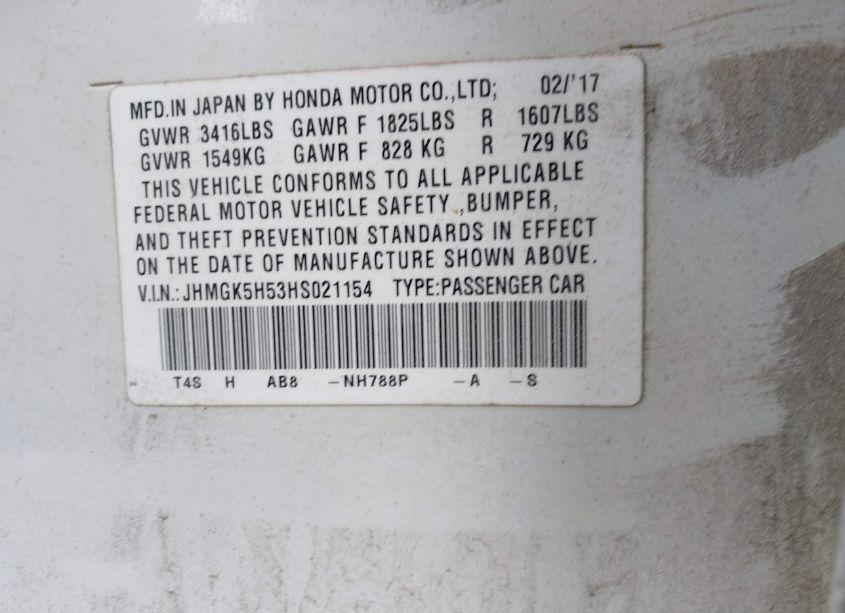 MFD.IN JAPAN BY HONDA MOTOR CO.,LTD; 02/'17
GVWR 3416LBS GAWR F 1825LBS R 1607LBS
GVWR 1549KG GAWR F 828 KG R 729 KG
THIS VEHICLE CONFORMS TO ALL APPLICABLE
FEDERAL MOTOR VEHICLE SAFETY ,BUMPER,
AND THEFT PREVENTION STANDARDS IN EFFECT
ON THE DATE OF MANUFACTURE SHOWN ABOVE.
V.I.N.: JHMGK5H53HS021154 TYPE:PASSENGER CAR
T4S H AB8 -NH788P -A -S